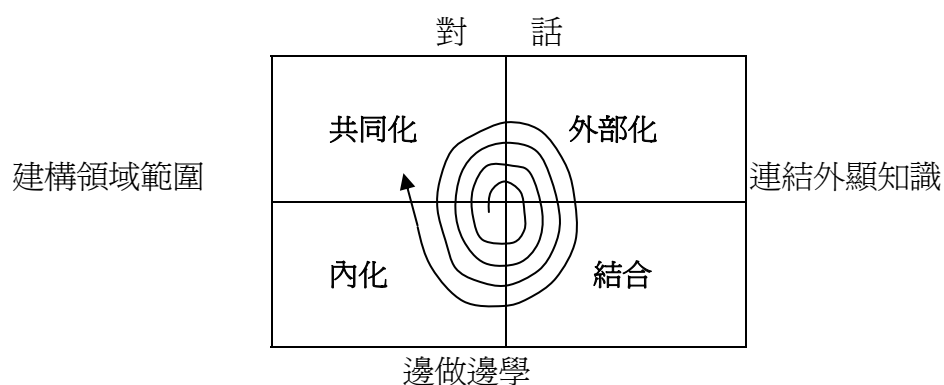 對 話
共同化 外部化
建構領域範圍 連結外顯知識
內化 結合
邊做邊學